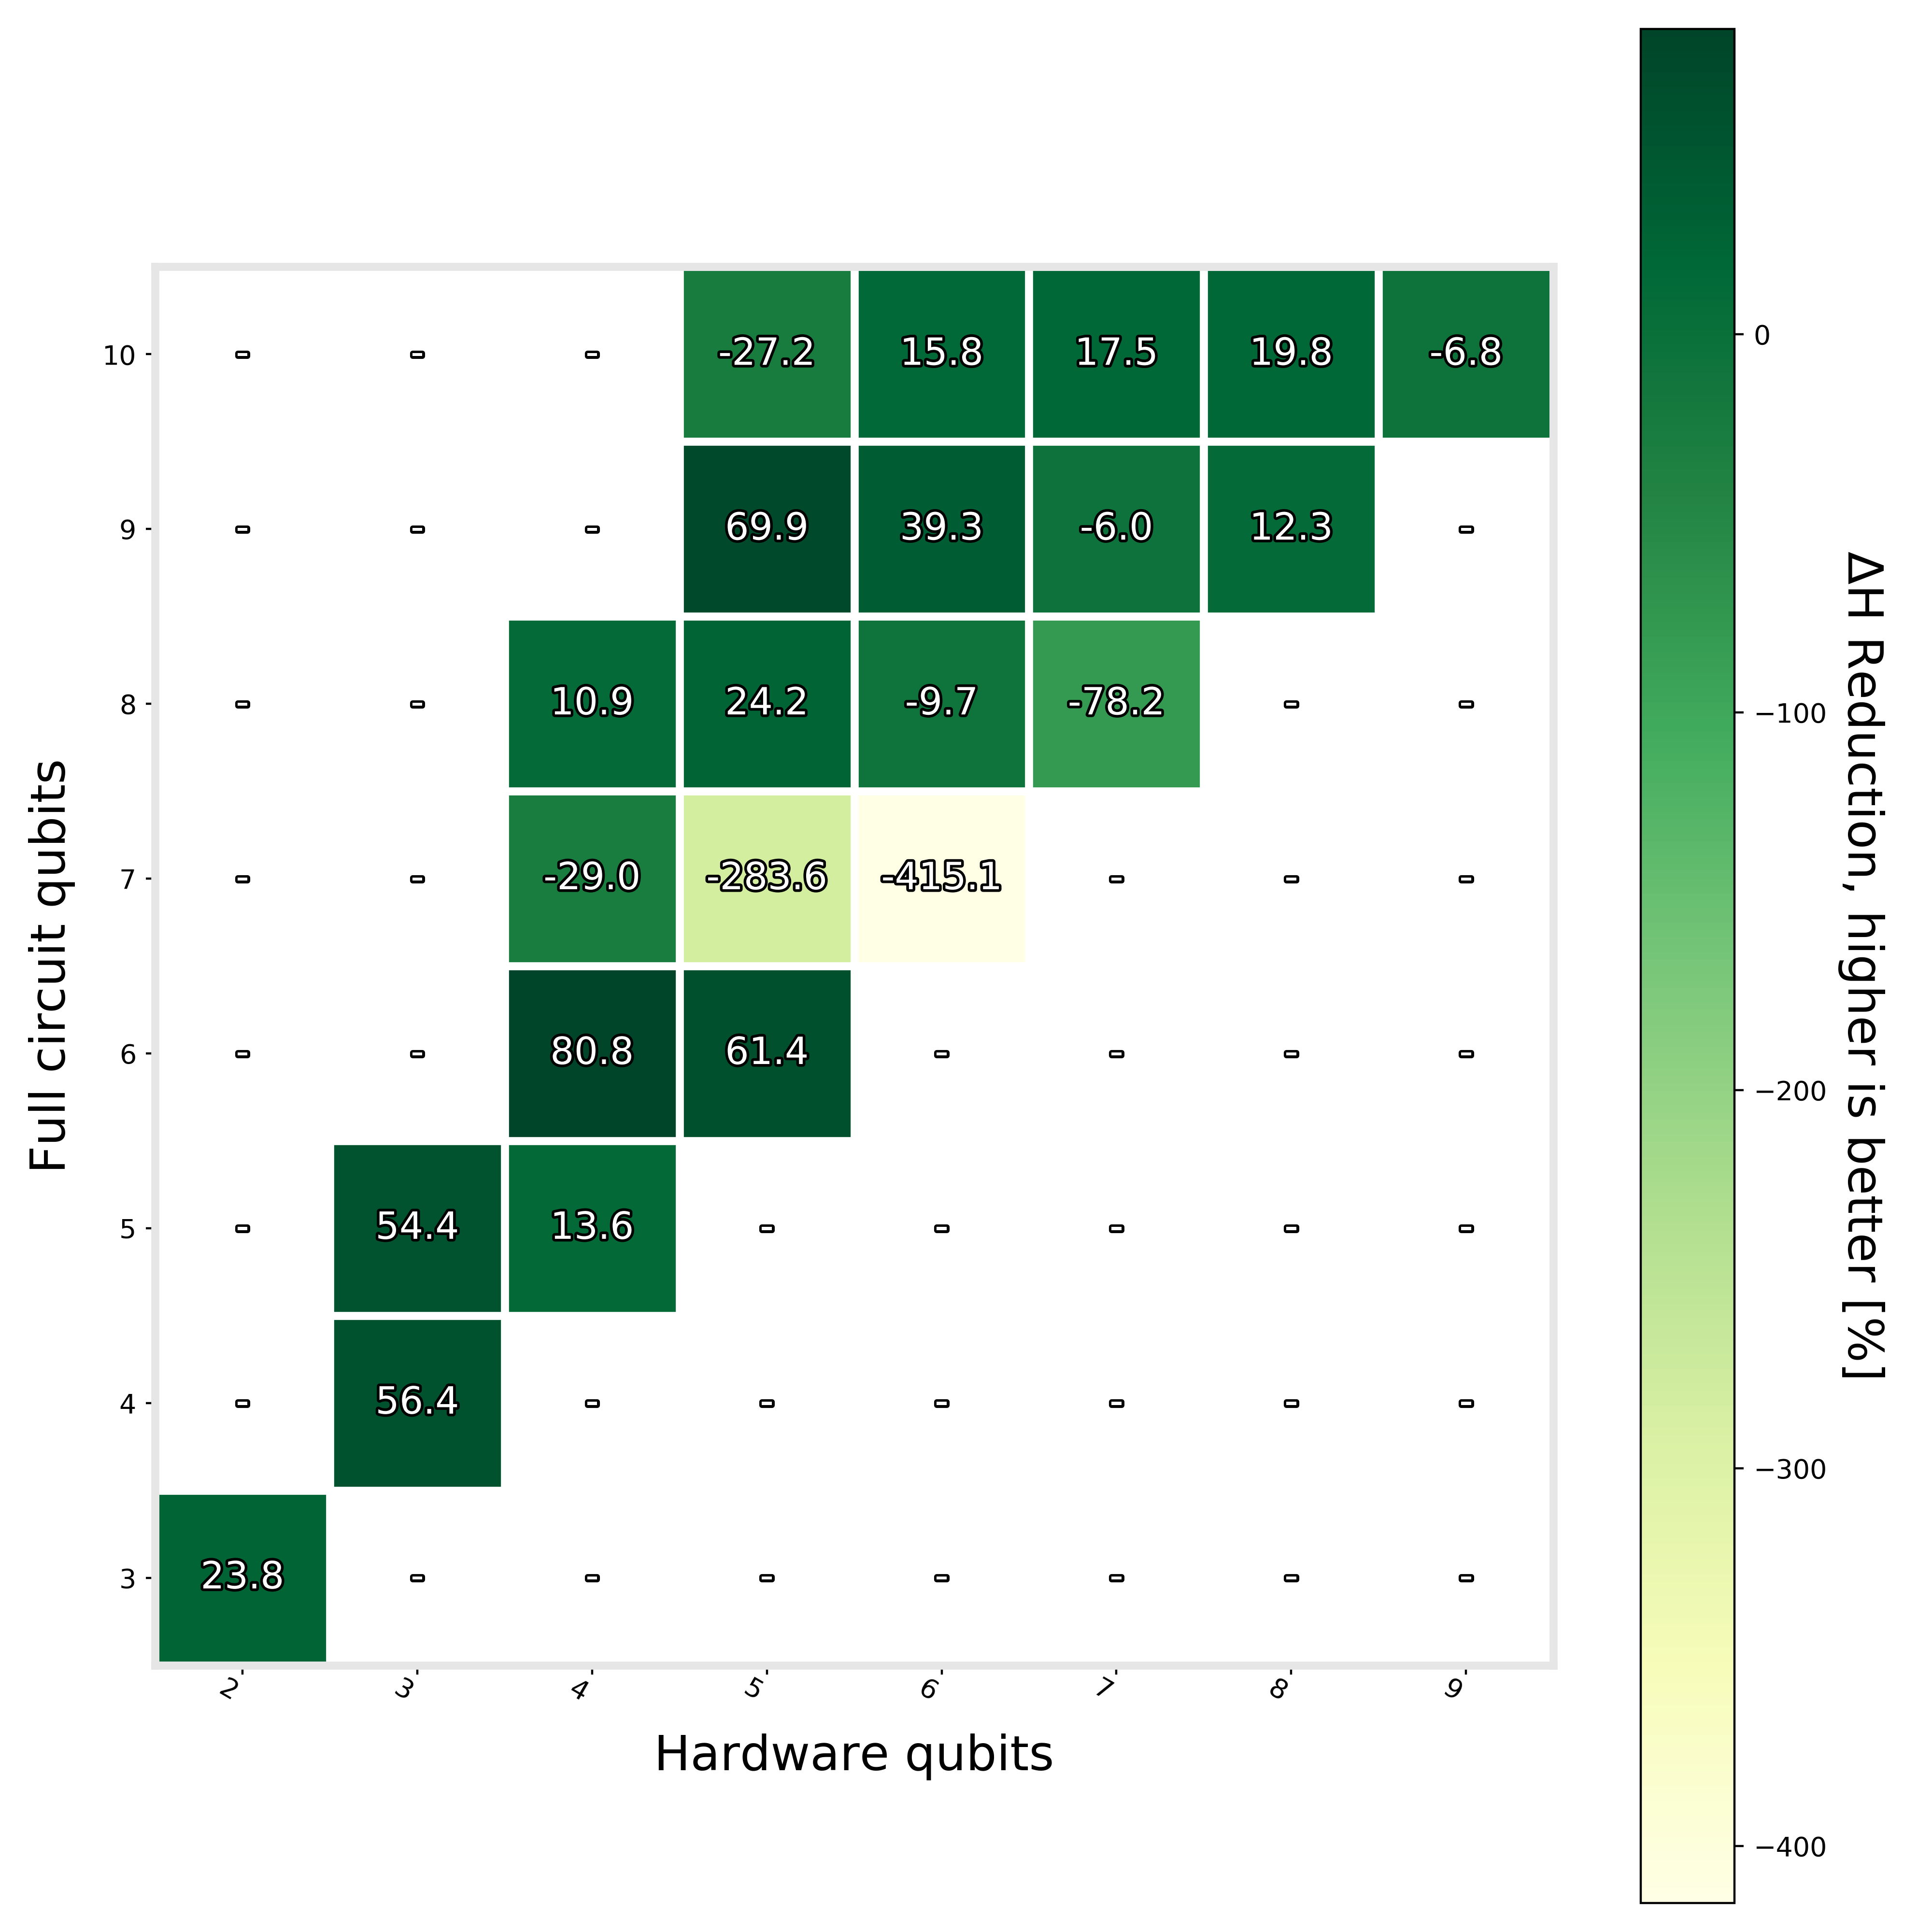 10 - - - -27.2 15.8 17.5 19.8 -6.8
9 - - - 69.9 39.3 -6.0 12.3 -
8 - - 10.9 24.2 -9.7 -78.2 - -
7 - - -29.0 -283.6 -415.1 - - -
6 - - 80.8 61.4 - - - -
5 - 54.4 13.6 - - - - -
4 - 56.4 - - - - - -
3 23.8 - - - - - - -
2 3 4 5 6 7 8 9
Hardware qubits
Full circuit qubits
0
−100
−200
−300
−400
ΔH Reduction, higher is better [%]